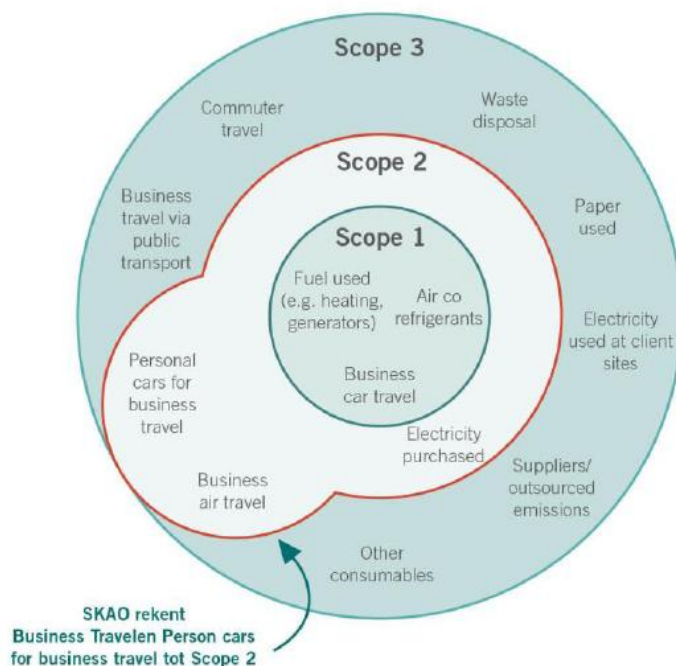 Scope 3
Commuter
travel
Waste
disposal
Scope 2
Business
travel via
public
transport
Paper
used
Scope 1
Fuel used
(e.g. heating,
generators)
Air co
refrigerants
Electricity
used at client
sites
Personal
cars for
business
travel
Business
car travel
Electricity
purchased
Business
air travel
Suppliers/
outsourced
emissions
Other
consumables
SKAO rekent
Business Travelen Person cars
for business travel tot Scope 2